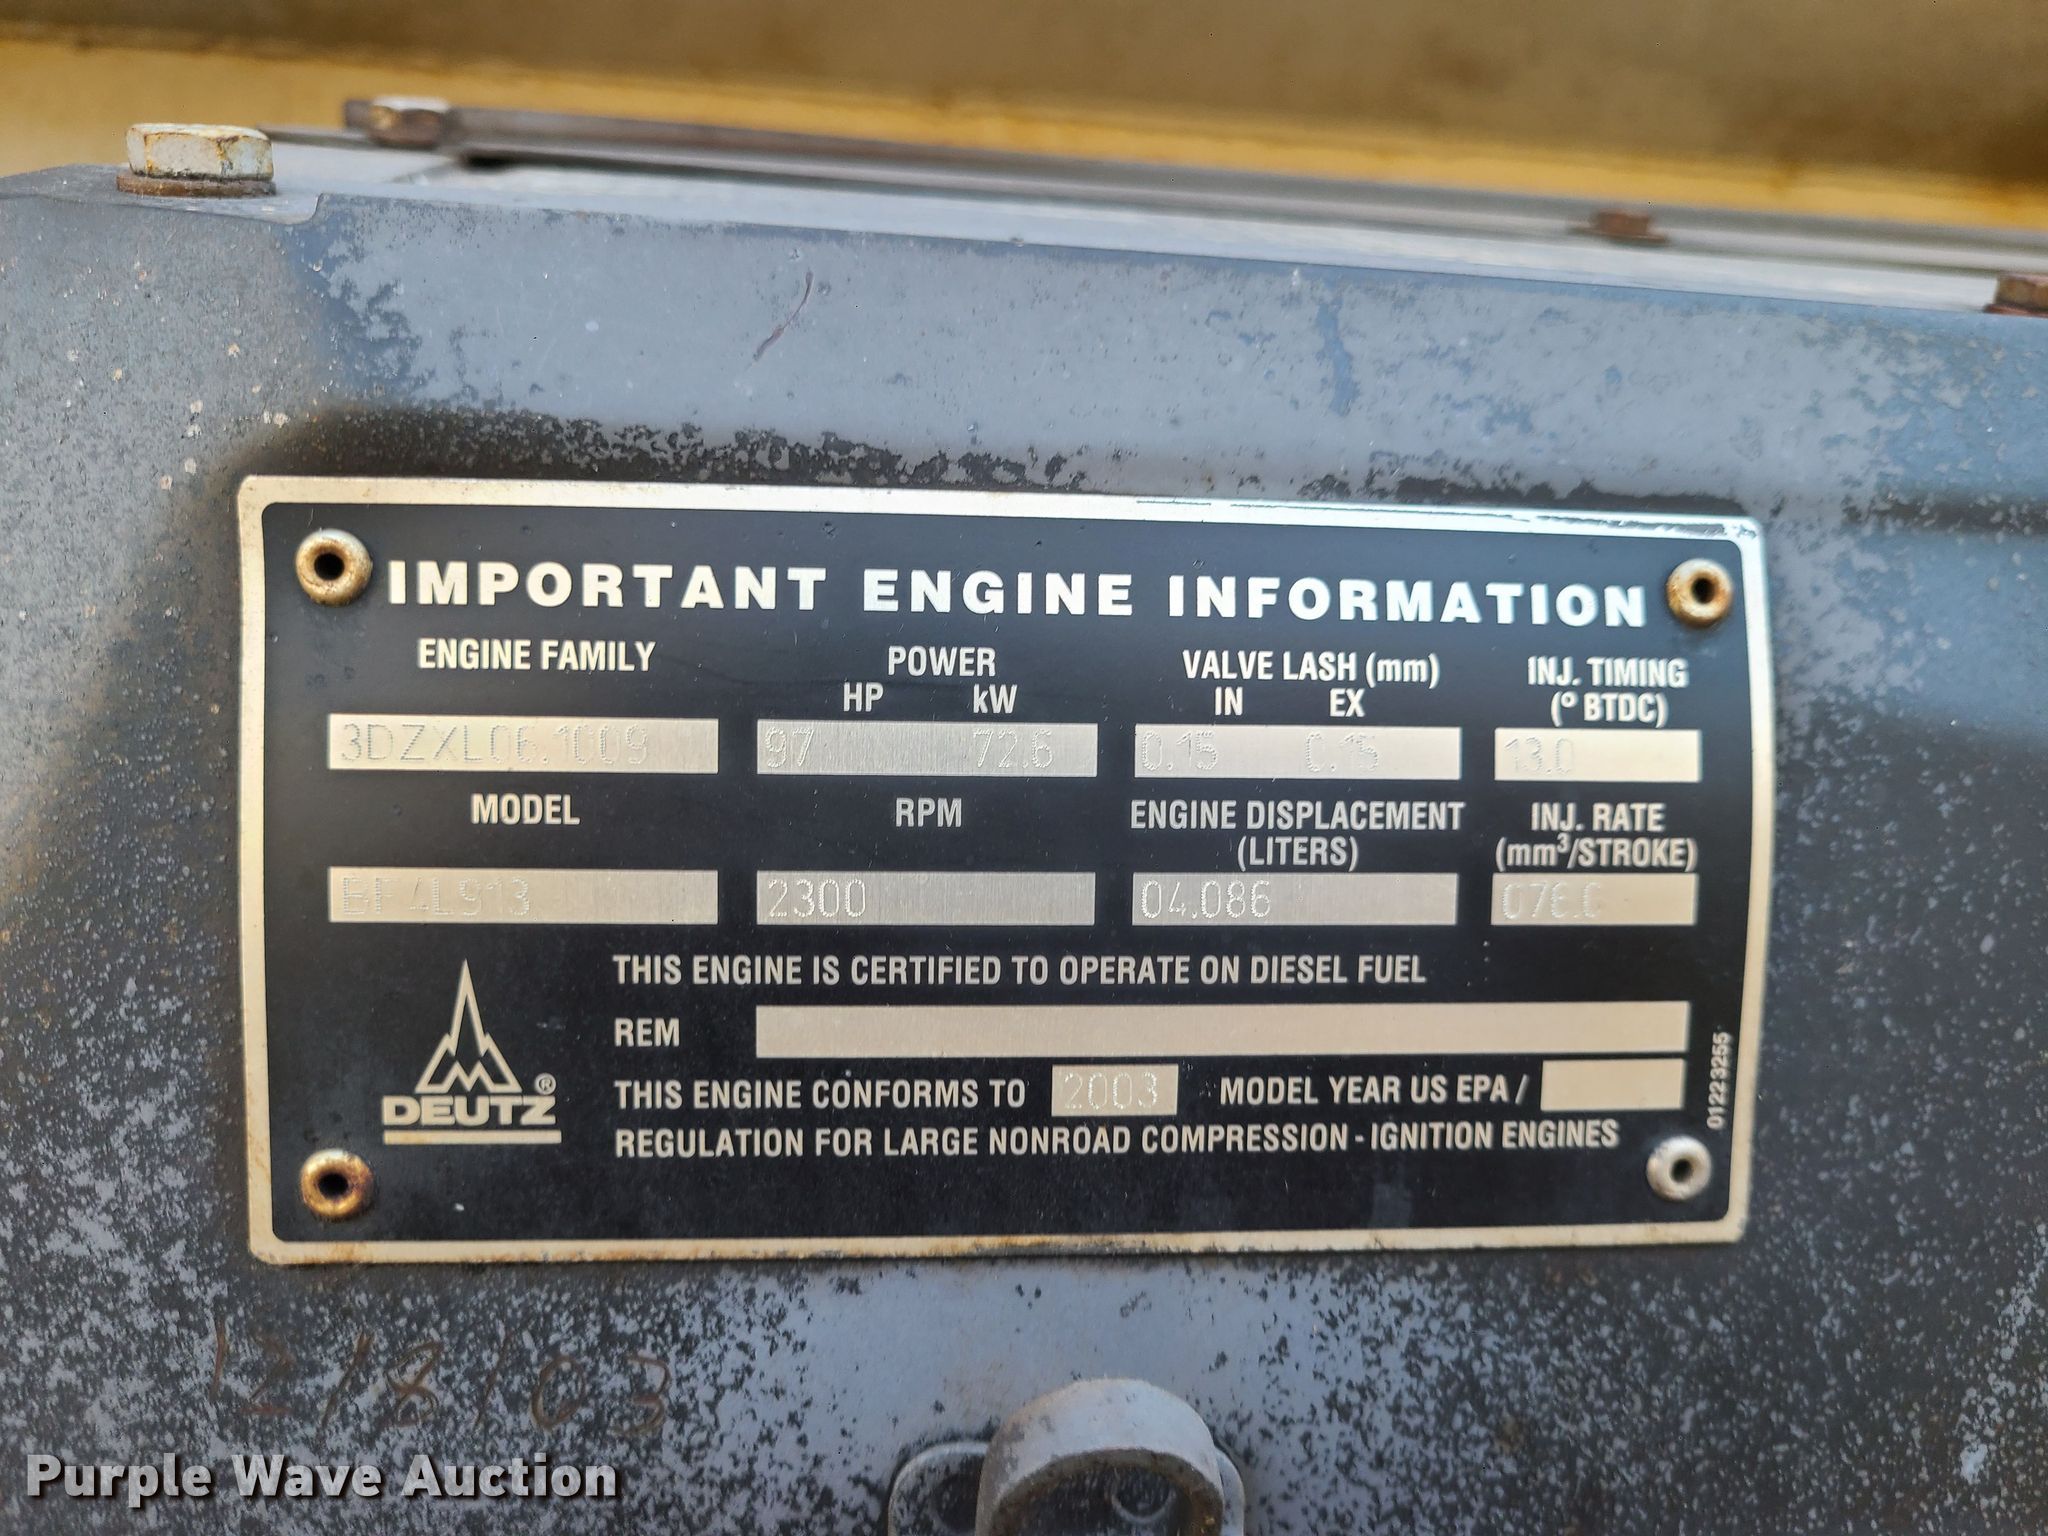 IMPORTANT ENGINE INFORMATION
ENGINE FAMILY POWER VALVE LASH (mm) INJ. TIMING
HP kW IN EX (° BTDC)
3DZXL06.1009 97 72.6 0.15 0.15 13.0
MODEL RPM ENGINE DISPLACEMENT INJ. RATE
(LITERS) (mm³/STROKE)
BF4L913 2300 04.086 076.0
THIS ENGINE IS CERTIFIED TO OPERATE ON DIESEL FUEL
REM
THIS ENGINE CONFORMS TO 2003 MODEL YEAR US EPA /
REGULATION FOR LARGE NONROAD COMPRESSION - IGNITION ENGINES
DEUTZ®
01223255
12/8/03
Purple Wave Auction